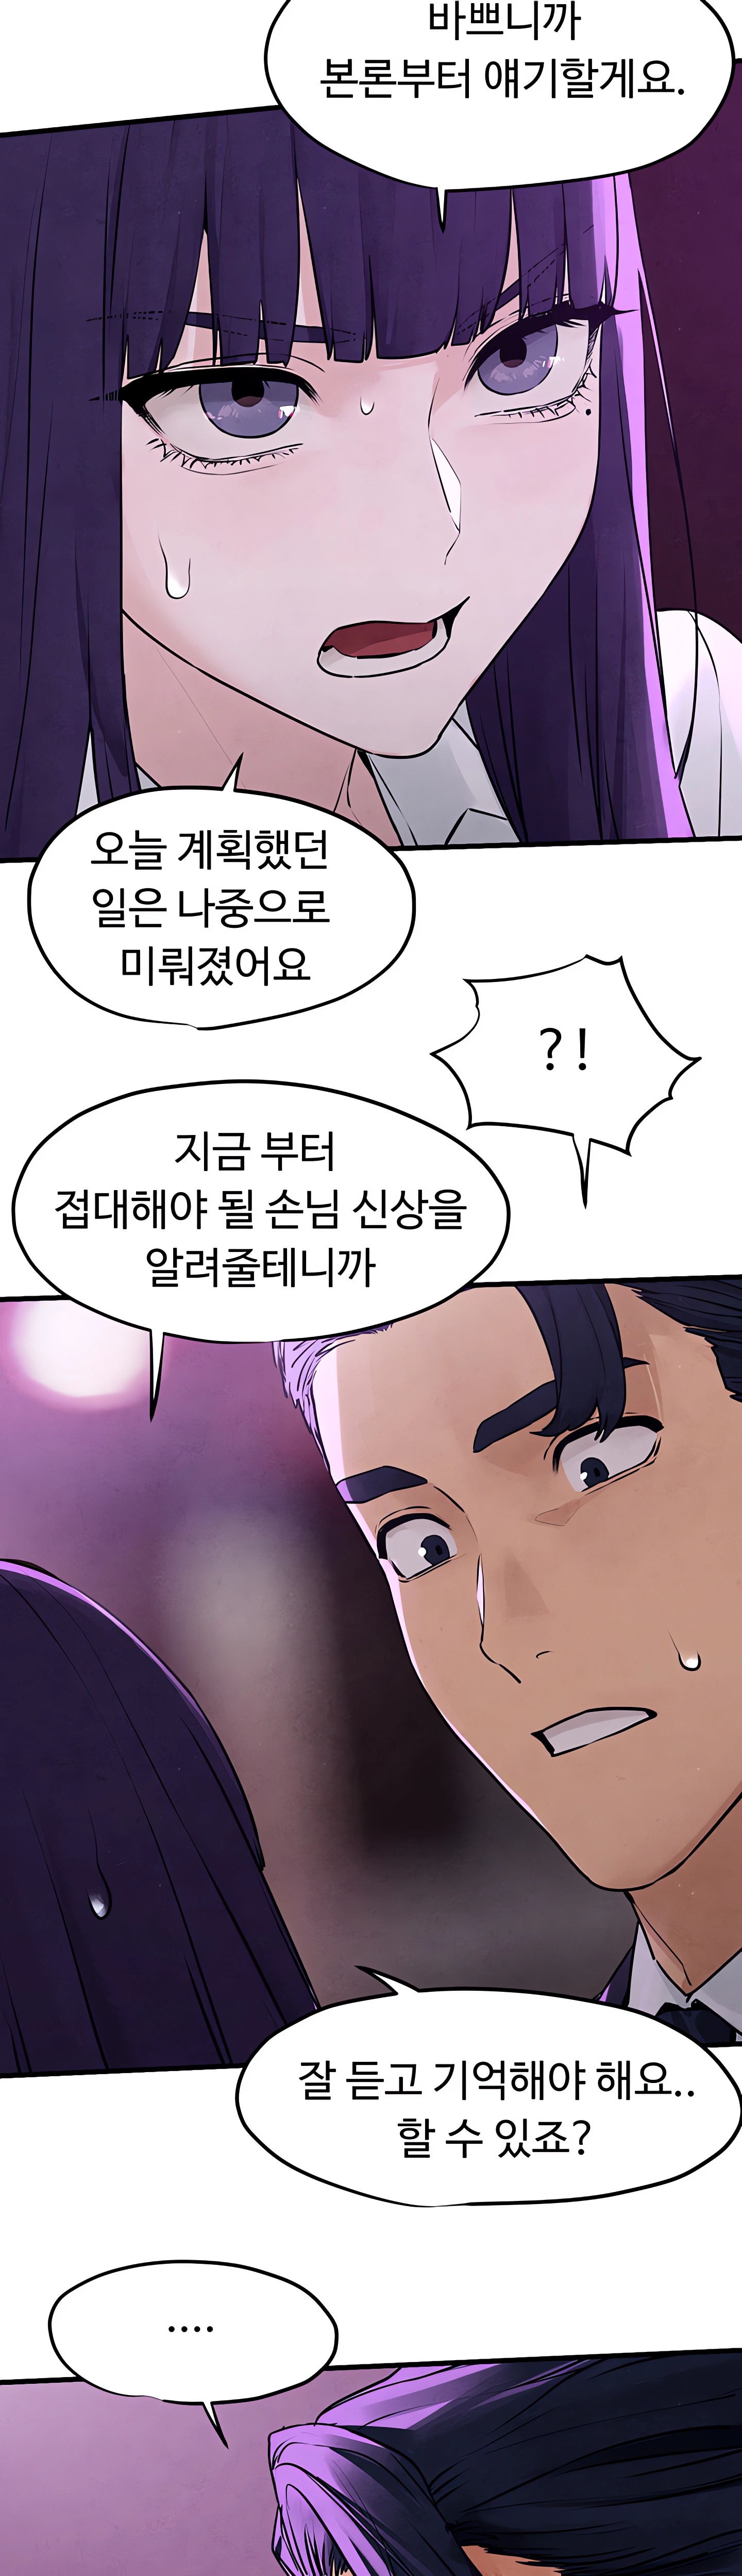 바쁘니까
본론부터 얘기할게요.
오늘 계획했던
일은 나중으로
미뤄졌어요
?!
지금 부터
접대해야 될 손님 신상을
알려줄테니까
잘 듣고 기억해야 해요..
할 수 있죠?
....